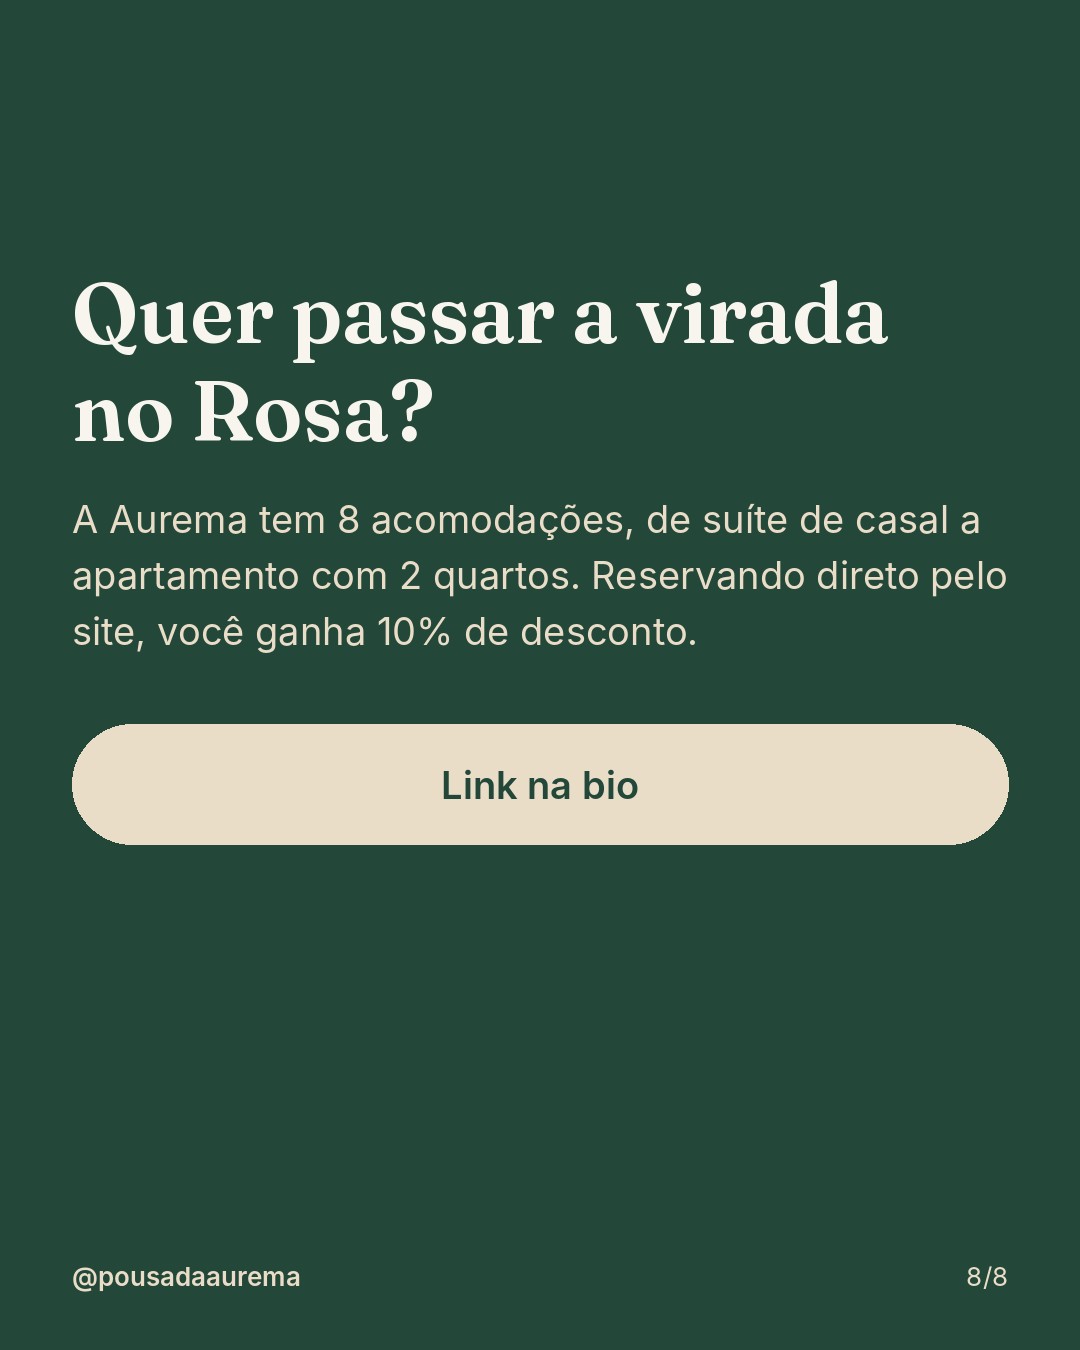 Quer passar a virada
no Rosa?
A Aurema tem 8 acomodações, de suíte de casal a
apartamento com 2 quartos. Reservando direto pelo
site, você ganha 10% de desconto.
Link na bio
@pousadaaurema
8/8